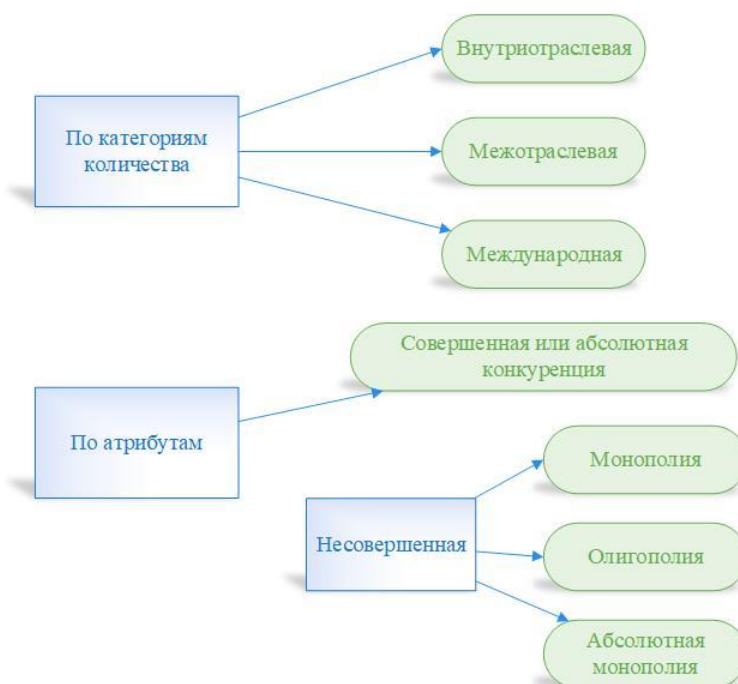 По категориям
количества
Внутриотраслевая
Межотраслевая
Международная
По атрибутам
Совершенная или абсолютная
конкуренция
Несовершенная
Монополия
Олигополия
Абсолютная
монополия